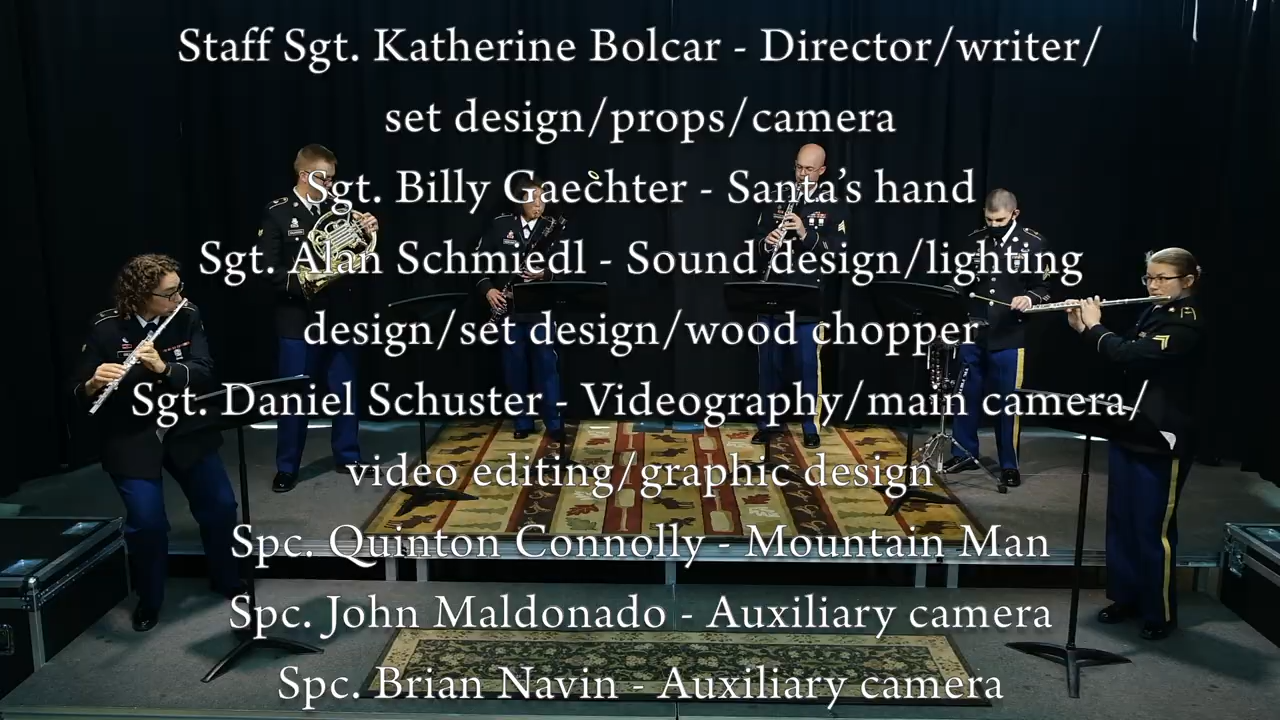 Staff Sgt. Katherine Bolcar - Director/writer/
set design/props/camera
Sgt. Billy Gaechter - Santa's hand
Sgt. Alan Schmiedl - Sound design/lighting
design/set design/wood chopper
Sgt. Daniel Schuster - Videography/main camera/
video editing/graphic design
Spc. Quinton Connolly - Mountain Man
Spc. John Maldonado - Auxiliary camera
Spc. Brian Navin - Auxiliary camera